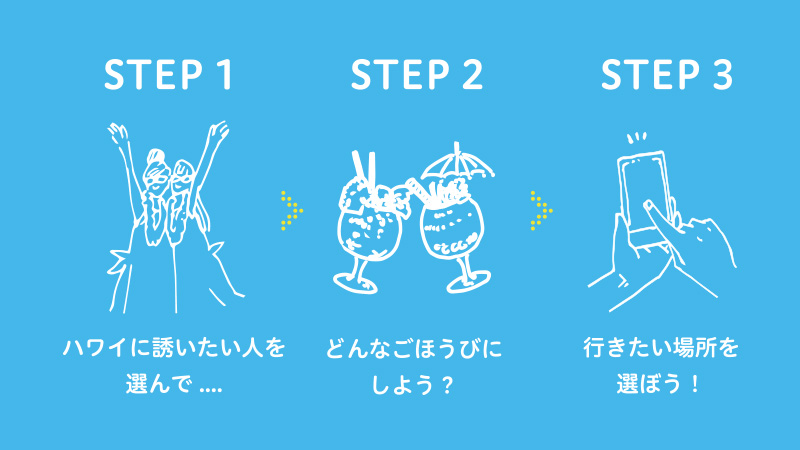 STEP 1
ハワイに誘いたい人を
選んで ....
STEP 2
どんなごほうびに
しよう？
STEP 3
行きたい場所を
選ぼう！